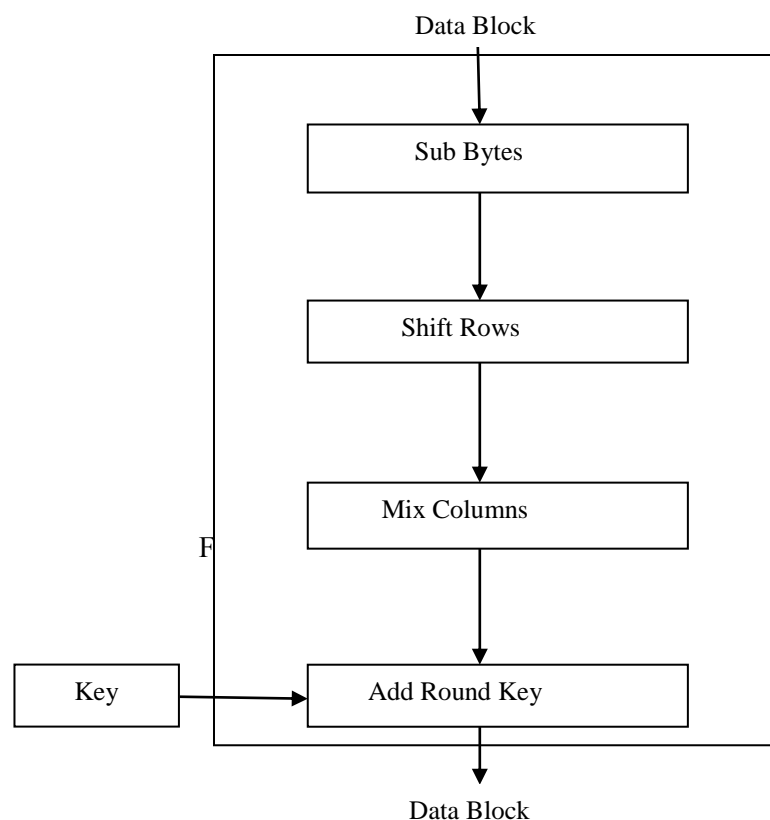 Data Block
Sub Bytes
Shift Rows
Mix Columns
F
Key
Add Round Key
Data Block